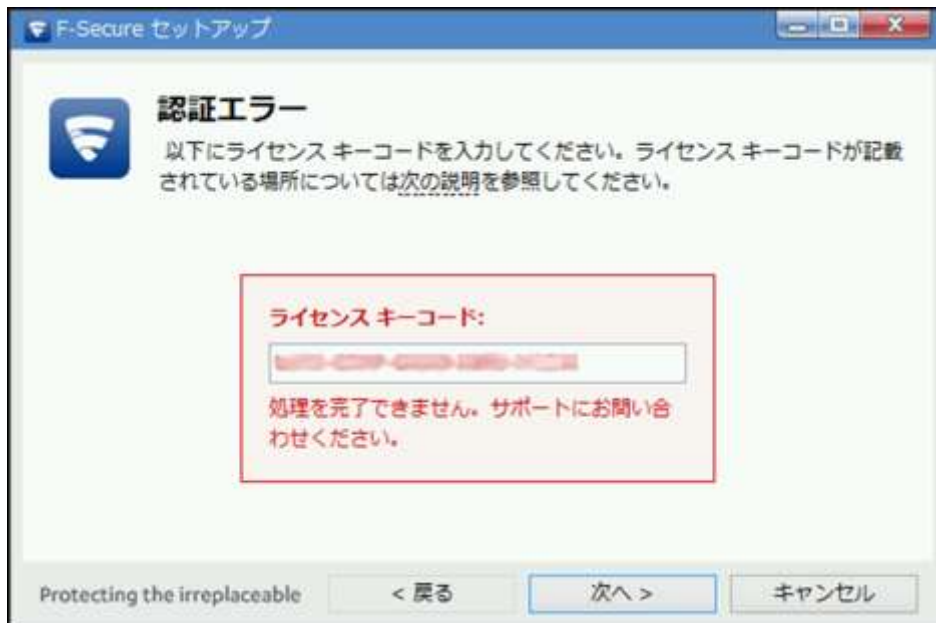 F-Secure セットアップ
認証エラー
以下にライセンス キーコードを入力してください。ライセンス キーコードが記載
されている場所については次の説明を参照してください。
ライセンス キーコード:
処理を完了できません。サポートにお問い合
わせください。
Protecting the irreplaceable
< 戻る
次へ >
キャンセル